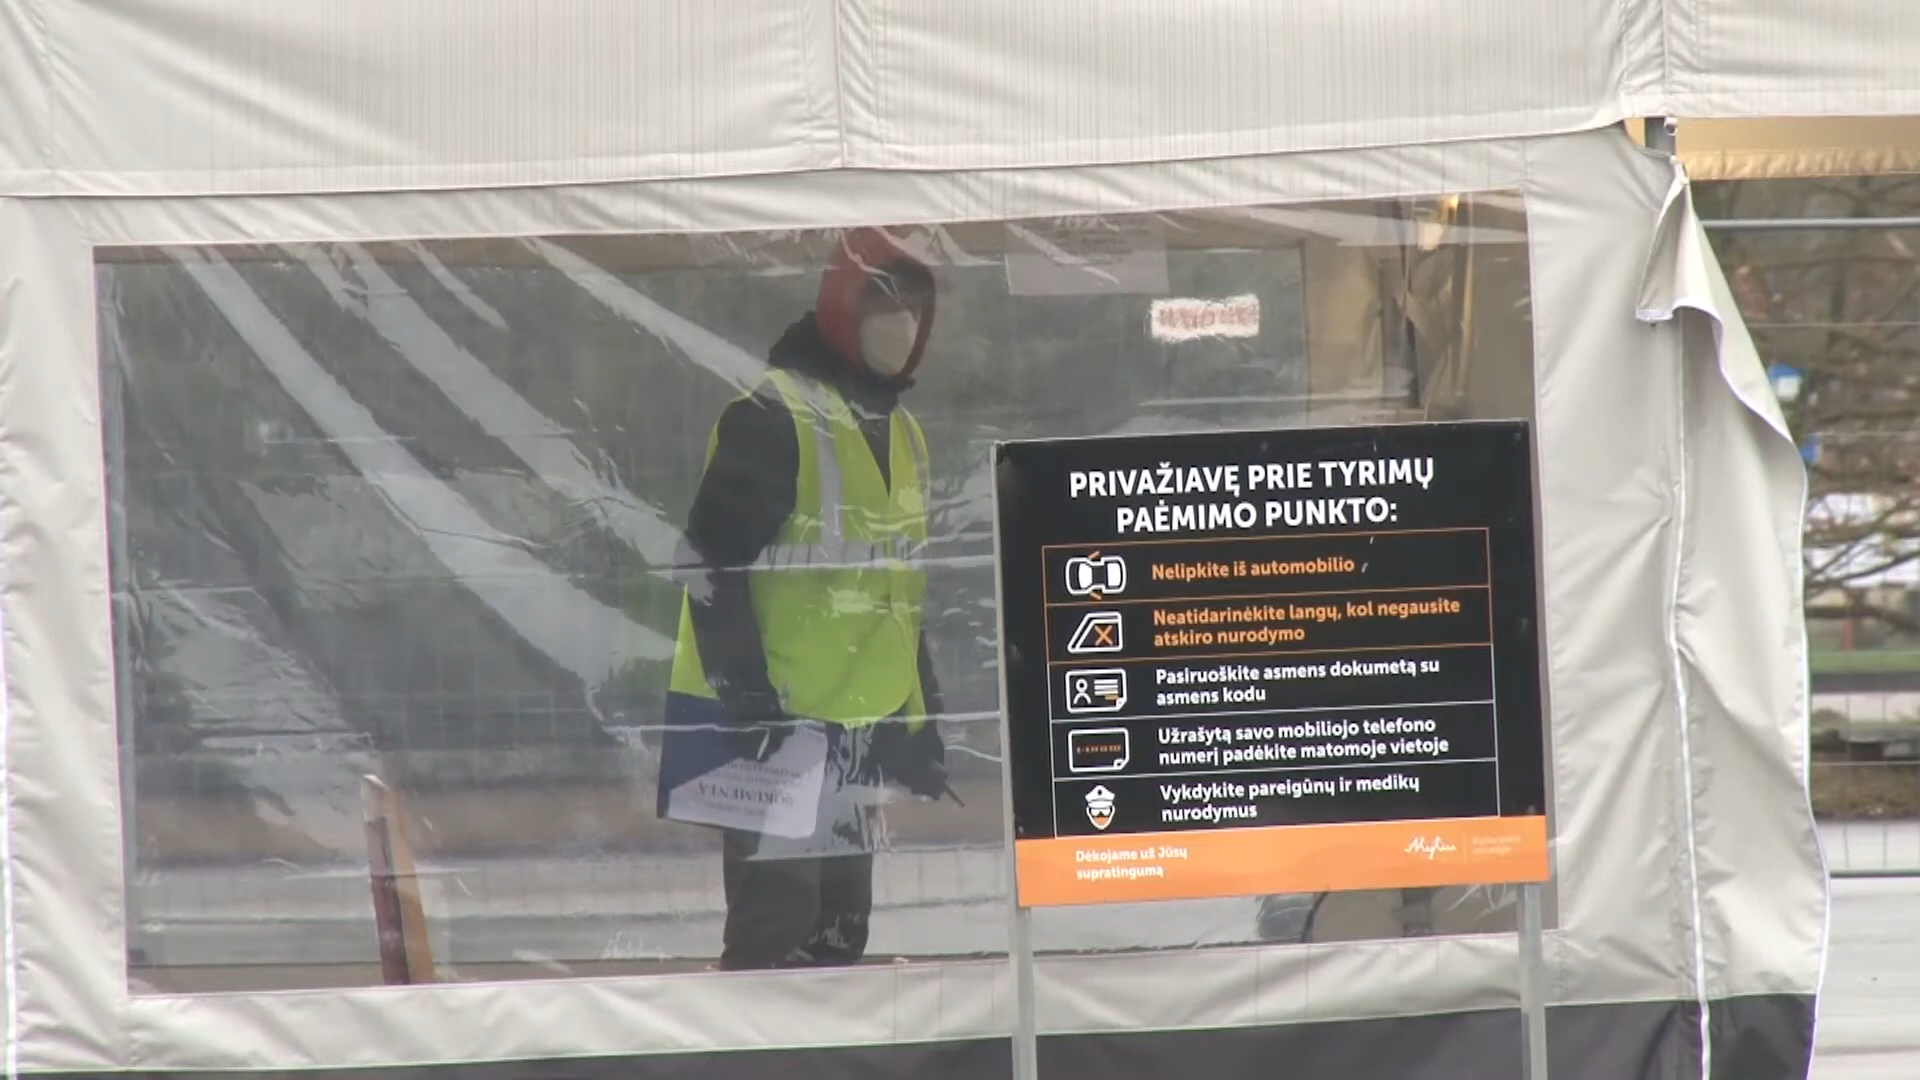 PRIVAŽIAVĘ PRIE TYRIMŲ
PAĖMIMO PUNKTO:
Nelipkite iš automobilio
Neatidarinėkite langų, kol negausite
atskiro nurodymo
Pasiruoškite asmens dokumetą su
asmens kodu
Užrašytą savo mobiliojo telefono
numerį padėkite matomoje vietoje
Vykdykite pareigūnų ir medikų
nurodymus
Dėkojame už Jūsų
supratingumą